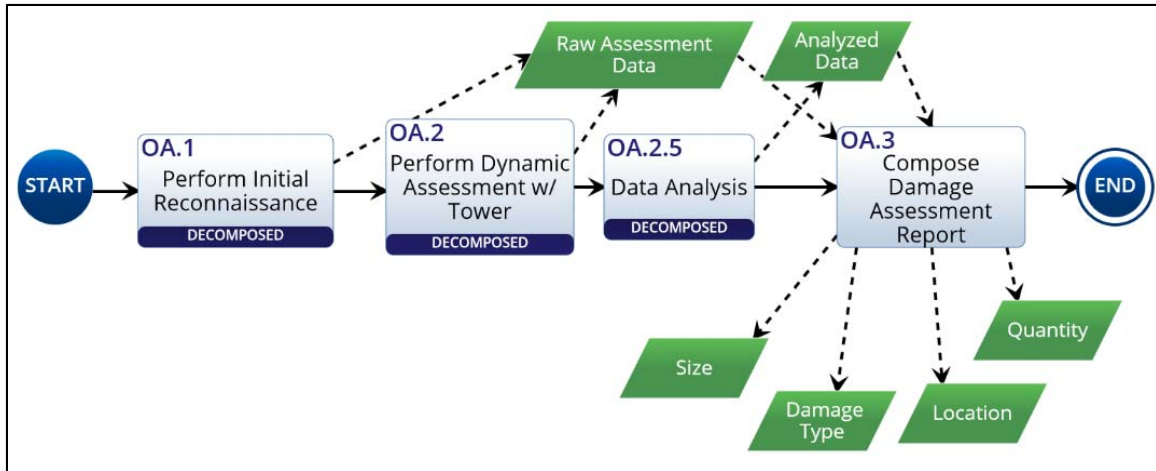 Raw Assessment
Data
Analyzed
Data
START
OA.1
Perform Initial
Reconnaissance
DECOMPOSED
OA.2
Perform Dynamic
Assessment w/
Tower
DECOMPOSED
OA.2.5
Data Analysis
DECOMPOSED
OA.3
Compose
Damage
Assessment
Report
END
Size
Damage
Type
Location
Quantity